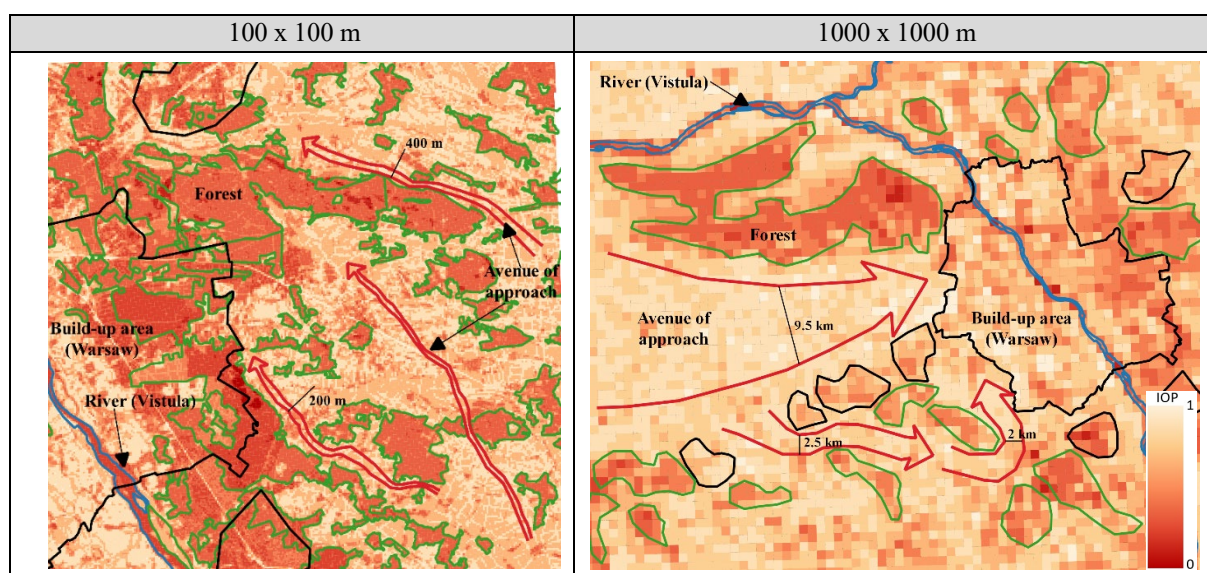 100 x 100 m
1000 x 1000 m
400 m
Forest
Avenue of
approach
Build-up area
(Warsaw)
200 m
River (Vistula)
River (Vistula)
Forest
Avenue of
approach
9.5 km
Build-up area
(Warsaw)
2.5 km
2 km
IOP
1
0